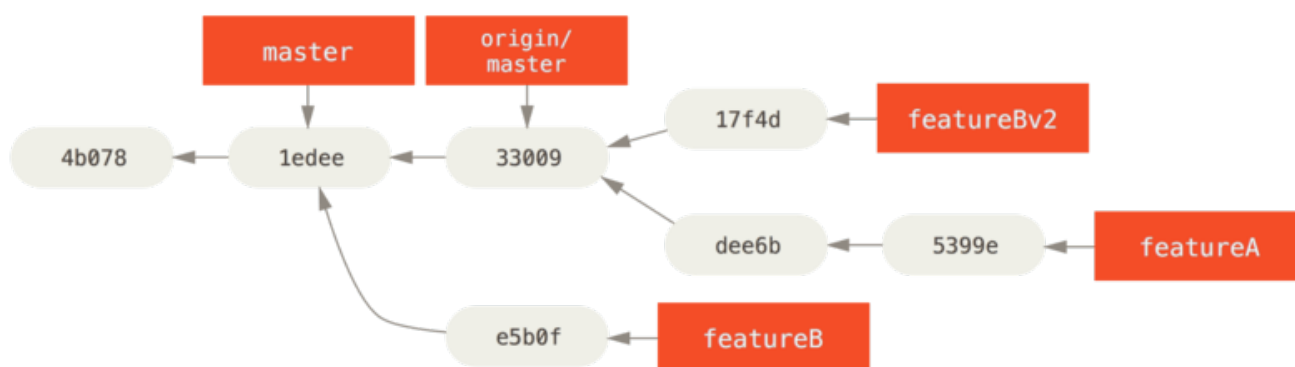 master
origin/
master
17f4d
featureBv2
4b078
1edee
33009
dee6b
5399e
featureA
e5b0f
featureB